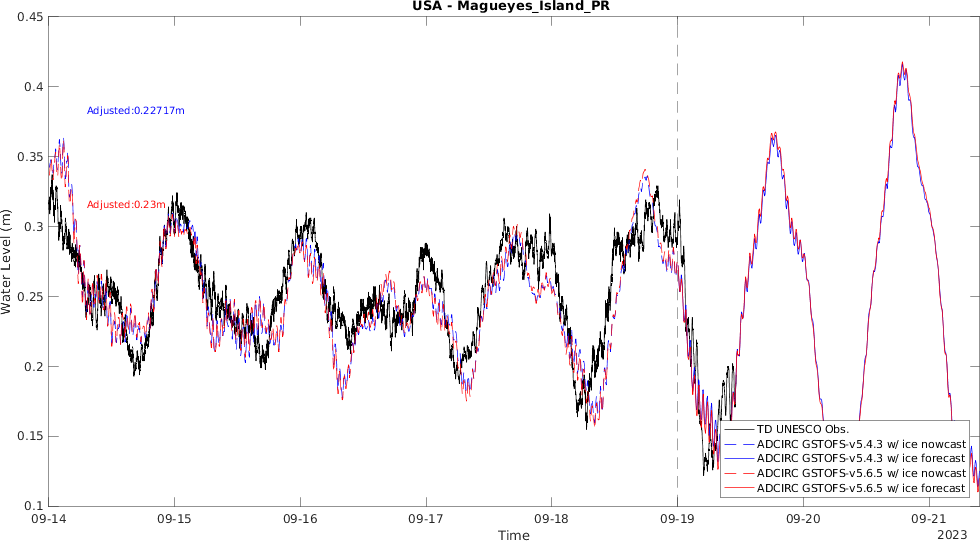 USA - Magueyes_Island_PR
0.45
0.4
0.35
0.3
0.25
0.2
0.15
0.1
Water Level (m)
Adjusted:0.22717m
Adjusted:0.23m
TD UNESCO Obs.
ADCIRC GSTOFS-v5.4.3 w/ ice nowcast
ADCIRC GSTOFS-v5.4.3 w/ ice forecast
ADCIRC GSTOFS-v5.6.5 w/ ice nowcast
ADCIRC GSTOFS-v5.6.5 w/ ice forecast
09-14 09-15 09-16 09-17 09-18 09-19 09-20 09-21
Time
2023